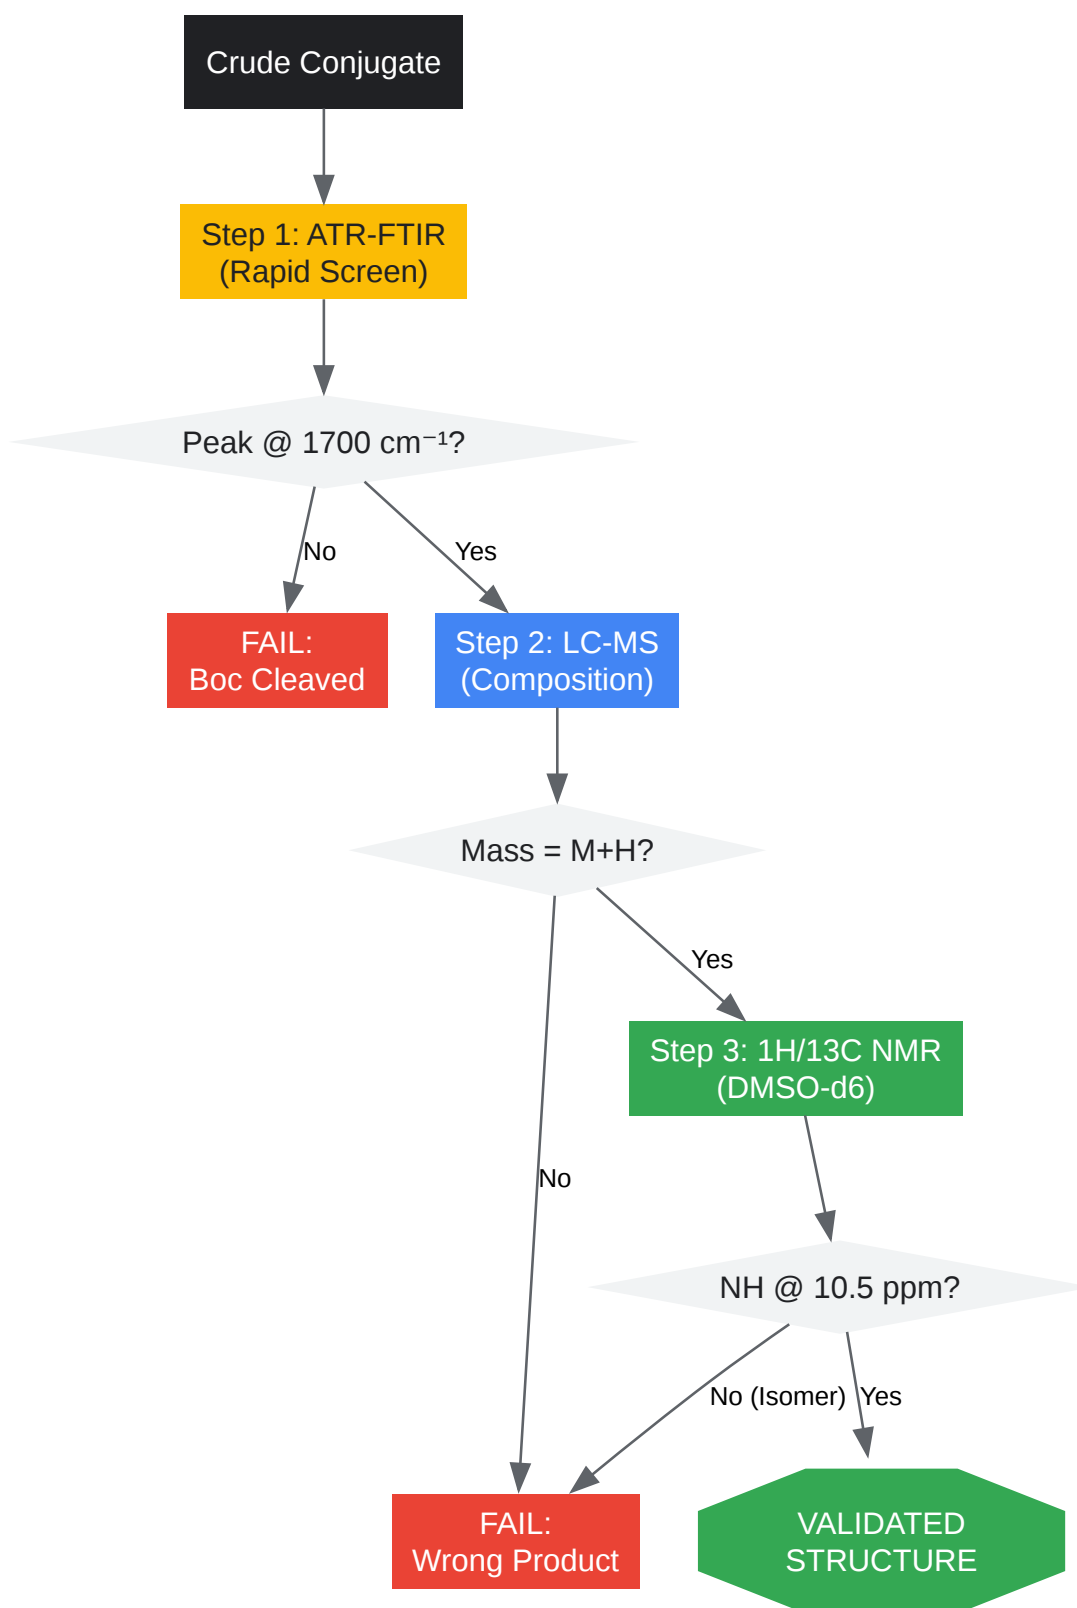 Crude Conjugate
Step 1: ATR-FTIR
(Rapid Screen)
Peak @ 1700 cm⁻¹?
No
Yes
FAIL:
Boc Cleaved
Step 2: LC-MS
(Composition)
Mass = M+H?
Yes
Step 3: 1H/13C NMR
(DMSO-d6)
No
NH @ 10.5 ppm?
No (Isomer)
Yes
FAIL:
Wrong Product
VALIDATED
STRUCTURE